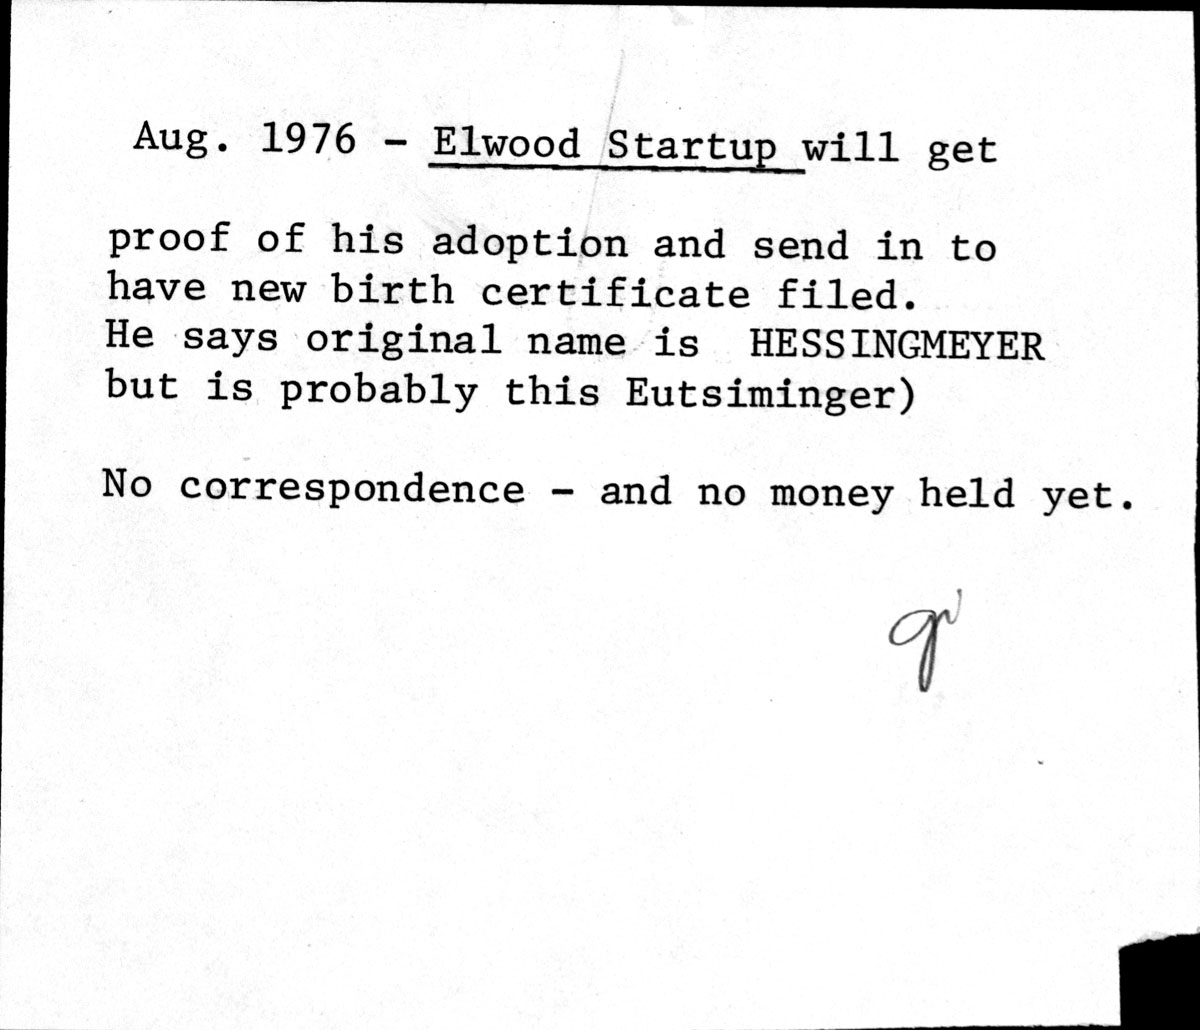 Aug. 1976 - Elwood Startup will get
proof of his adoption and send in to
have new birth certificate filed.
He says original name is HESSINGMEYER
but is probably this Eutsiminger)
No correspondence - and no money held yet.